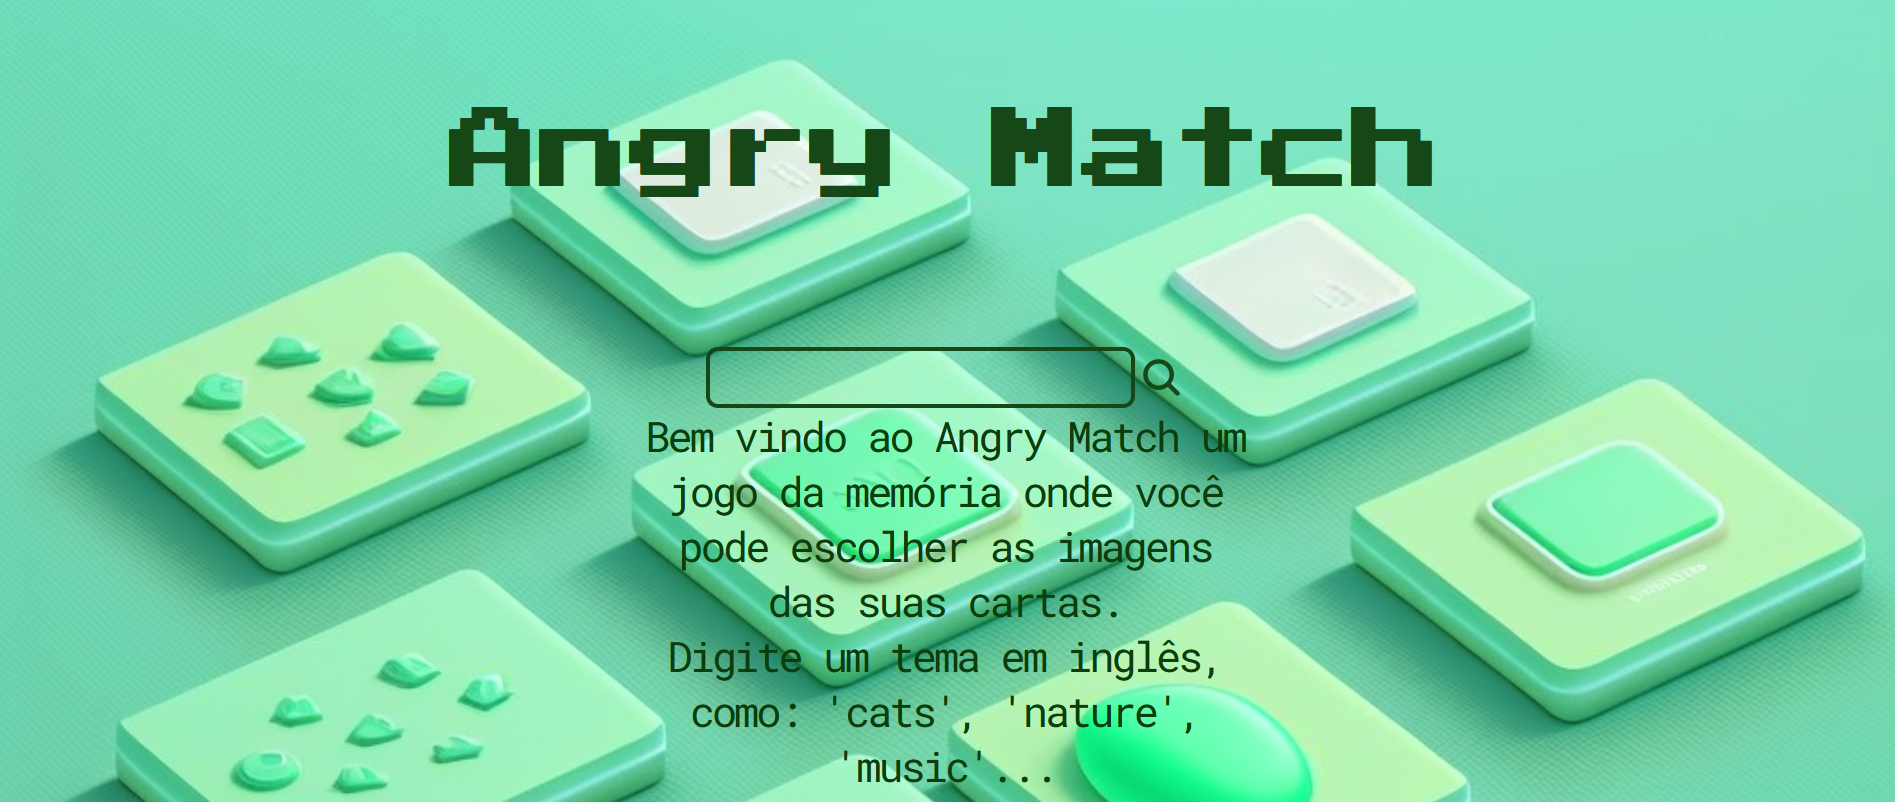 Angry Match
Bem vindo ao Angry Match um
jogo da memória onde você
pode escolher as imagens
das suas cartas.
Digite um tema em inglês,
como: 'cats', 'nature',
'music'...